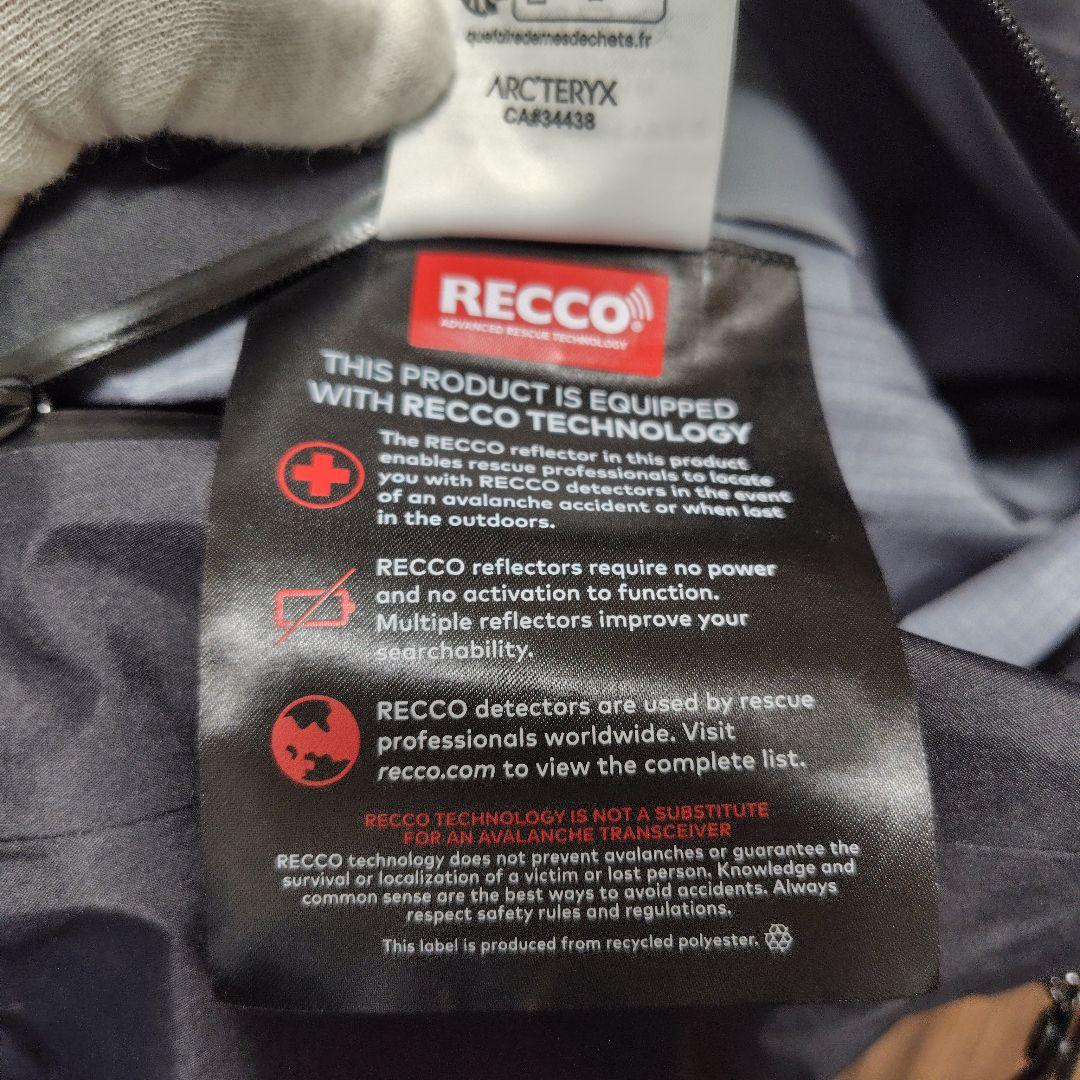 quefairedemesdechets.fr
ARC'TERYX
CA#34438
RECCO
ADVANCED RESCUE TECHNOLOGY
THIS PRODUCT IS EQUIPPED
WITH RECCO TECHNOLOGY
The RECCO reflector in this product
enables rescue professionals to locate
you with RECCO detectors in the event
of an avalanche accident or when lost
in the outdoors.
RECCO reflectors require no power
and no activation to function.
Multiple reflectors improve your
searchability.
RECCO detectors are used by rescue
professionals worldwide. Visit
recco.com to view the complete list.
RECCO TECHNOLOGY IS NOT A SUBSTITUTE
FOR AN AVALANCHE TRANSCEIVER
RECCO technology does not prevent avalanches or guarantee the
survival or localization of a victim or lost person. Knowledge and
common sense are the best ways to avoid accidents. Always
respect safety rules and regulations.
This label is produced from recycled polyester.